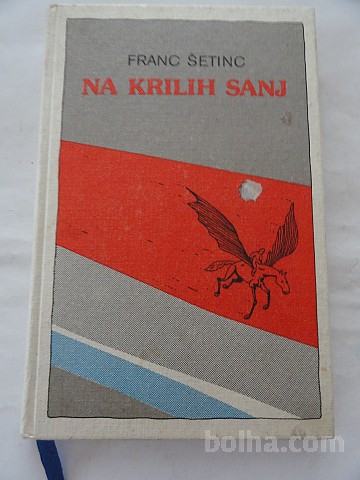 FRANC ŠETINC
NA KRILIH SANJ
bolha.com